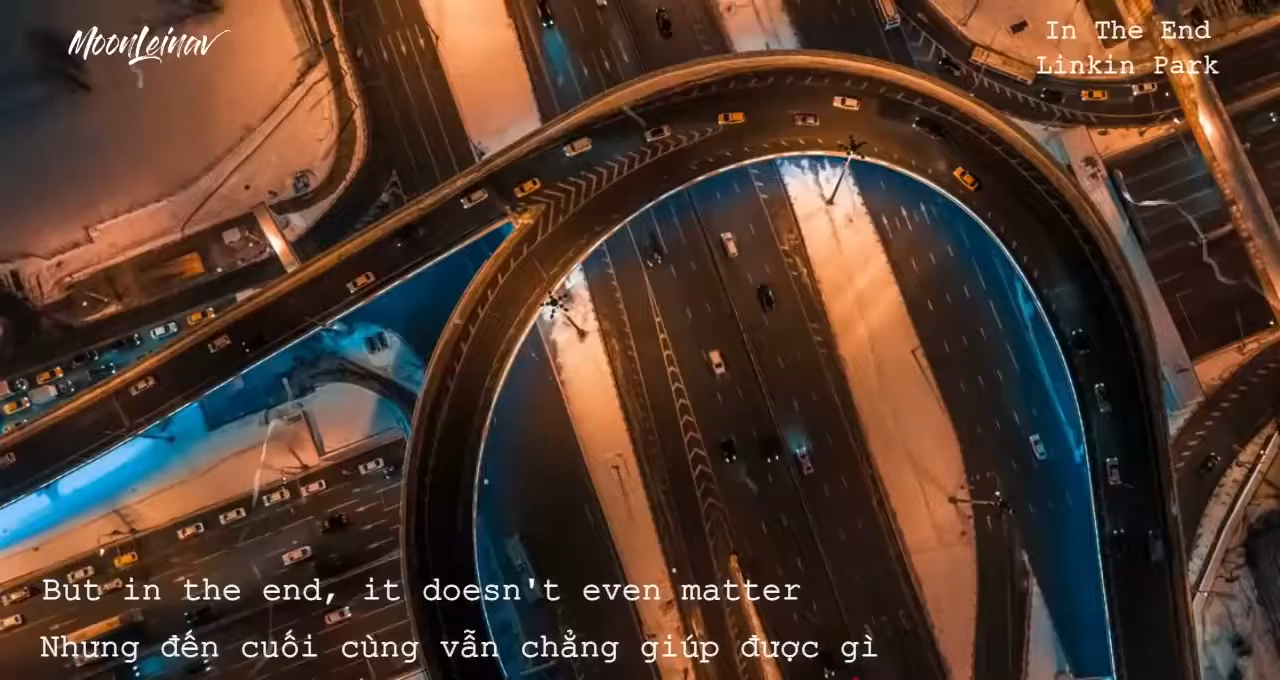 MoonLeinav
In The End
Linkin Park
But in the end, it doesn't even matter
Nhưng đến cuối cùng vẫn chẳng giúp được gì